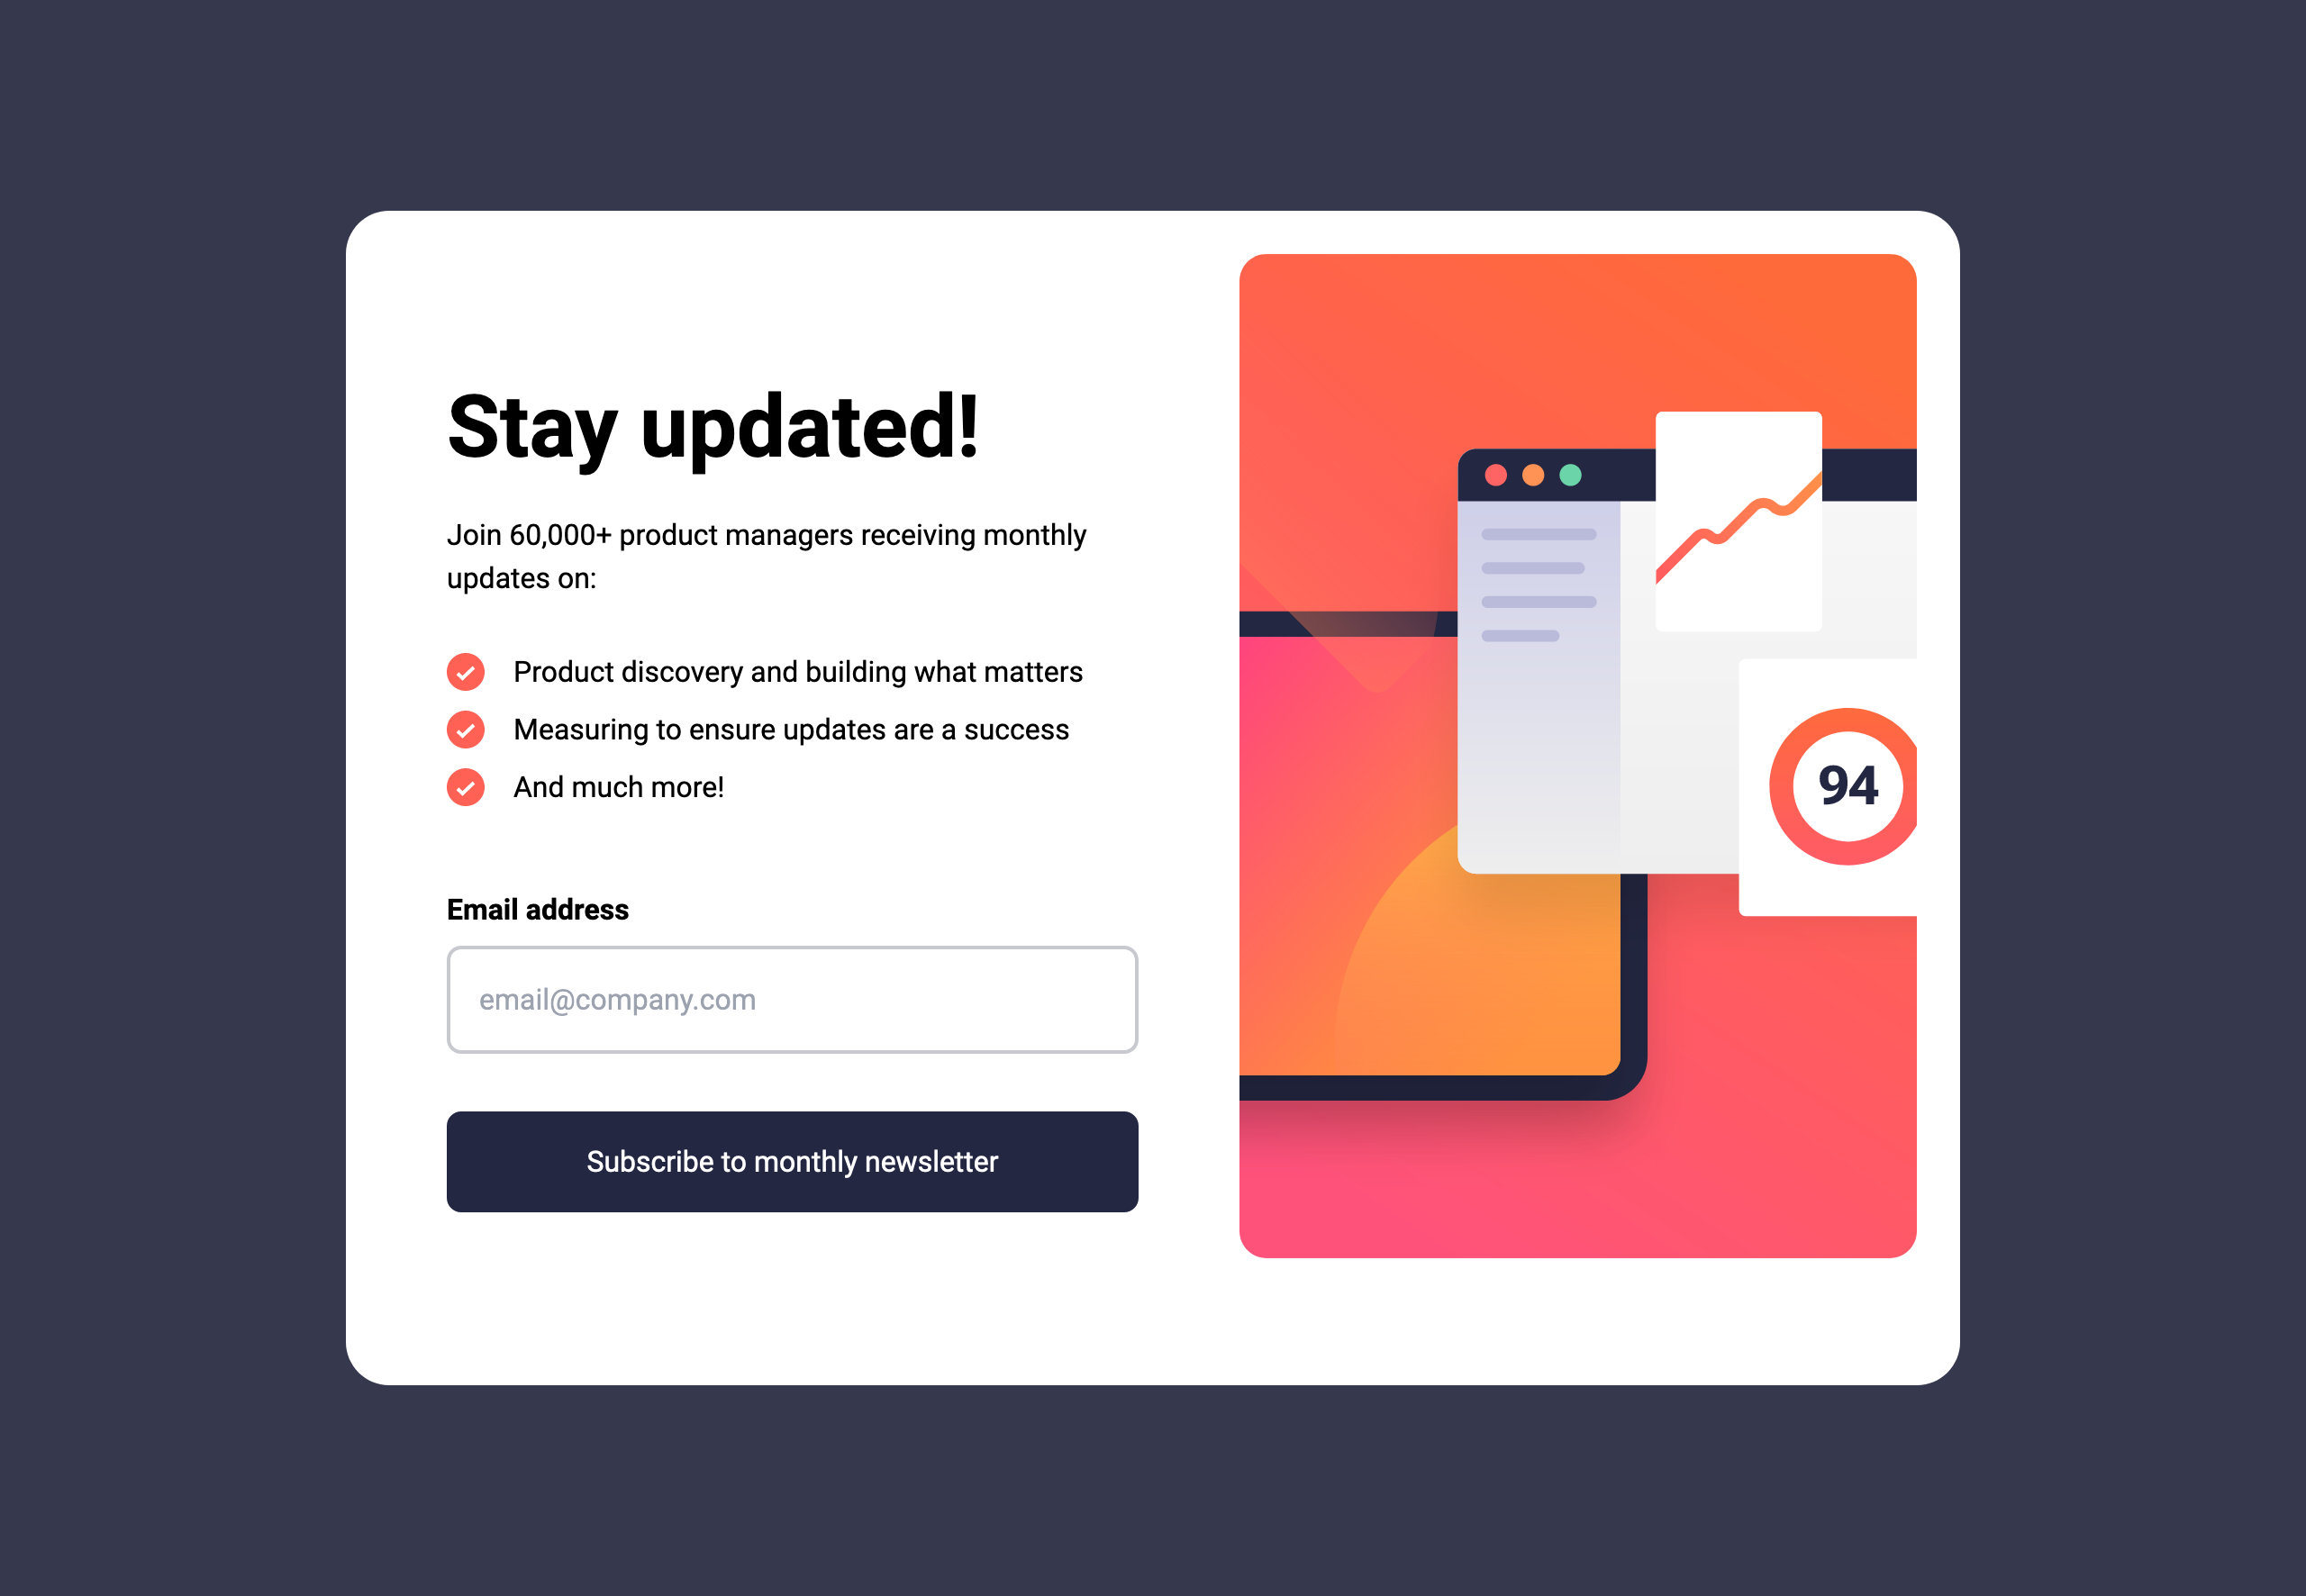 Stay updated!
Join 60,000+ product managers receiving monthly
updates on:
Product discovery and building what matters
Measuring to ensure updates are a success
And much more!
Email address
email@company.com
Subscribe to monthly newsletter
94